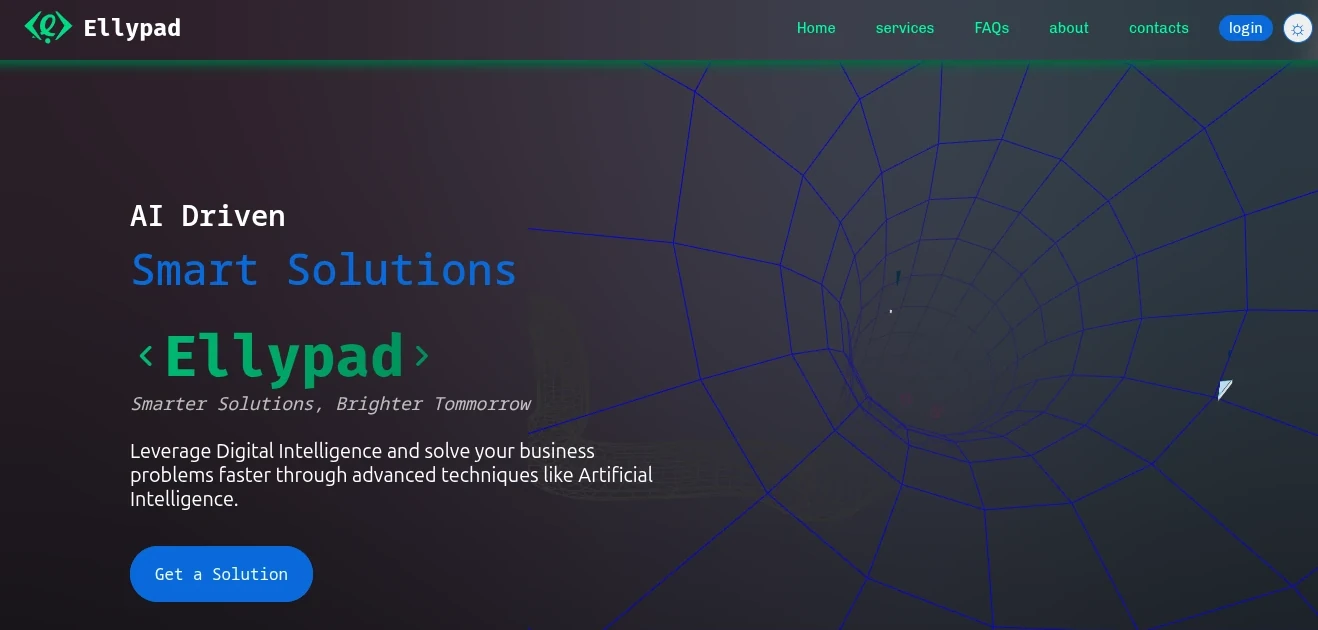 Ellypad
Home services FAQs about contacts login
AI Driven
Smart Solutions
<Ellypad>
Smarter Solutions, Brighter Tommorrow
Leverage Digital Intelligence and solve your business
problems faster through advanced techniques like Artificial
Intelligence.
Get a Solution